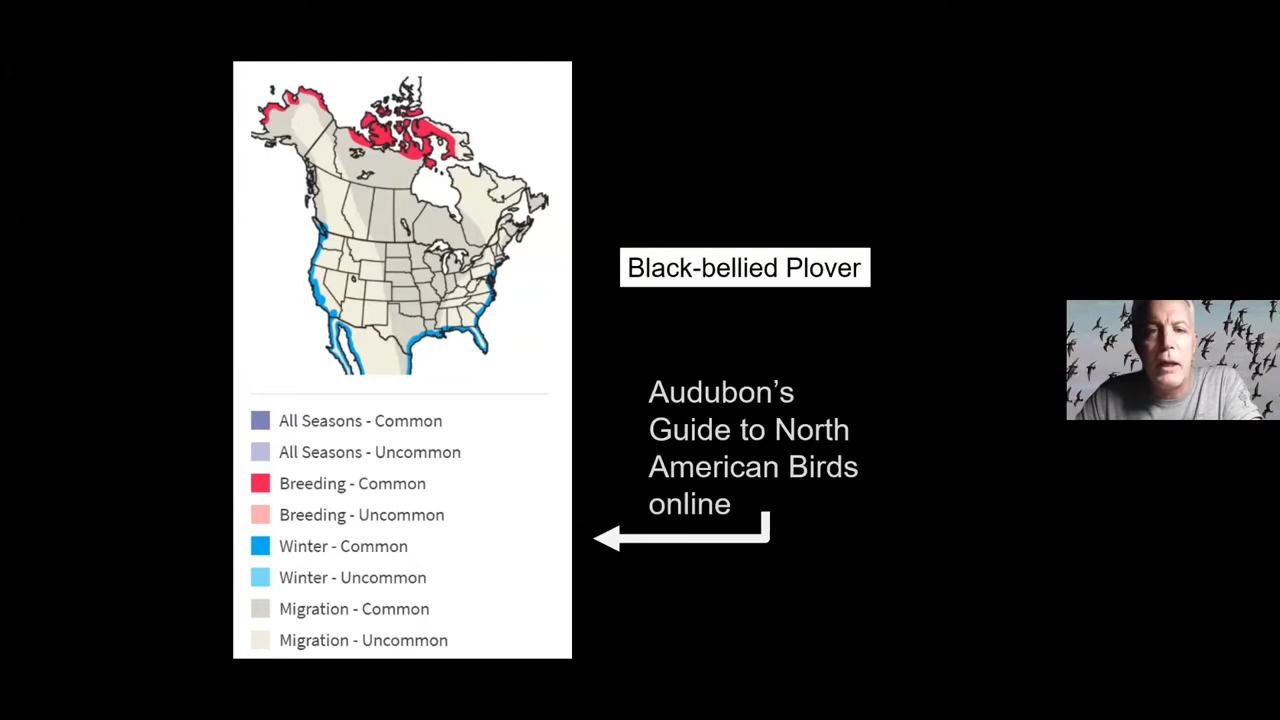 Black-bellied Plover
Audubon’s
Guide to North
American Birds
online
All Seasons - Common
All Seasons - Uncommon
Breeding - Common
Breeding - Uncommon
Winter - Common
Winter - Uncommon
Migration - Common
Migration - Uncommon